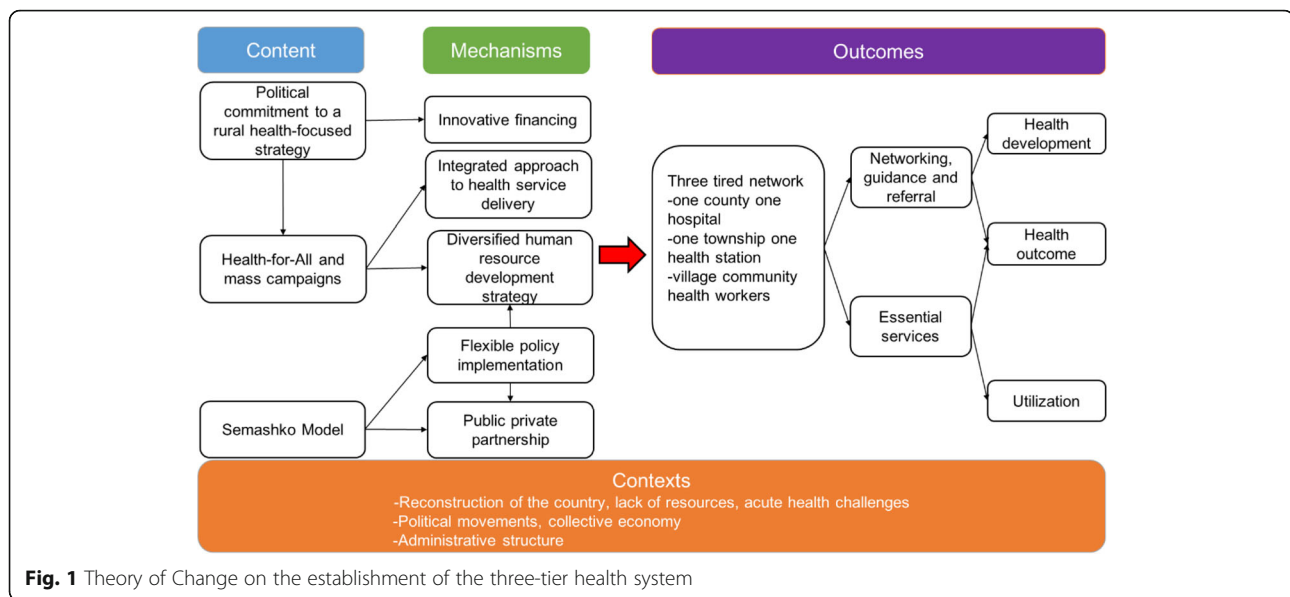 Content
Mechanisms
Outcomes
Political
commitment to a
rural health-focused
strategy
Health-for-All and
mass campaigns
Semashko Model
Innovative financing
Integrated approach
to health service
delivery
Diversified human
resource
development
strategy
Flexible policy
implementation
Public private
partnership
Three tired network
-one county one
hospital
-one township one
health station
-village community
health workers
Networking,
guidance and
referral
Essential
services
Health
development
Health
outcome
Utilization
Contexts
-Reconstruction of the country, lack of resources, acute health challenges
-Political movements, collective economy
-Administrative structure
Fig. 1 Theory of Change on the establishment of the three-tier health system